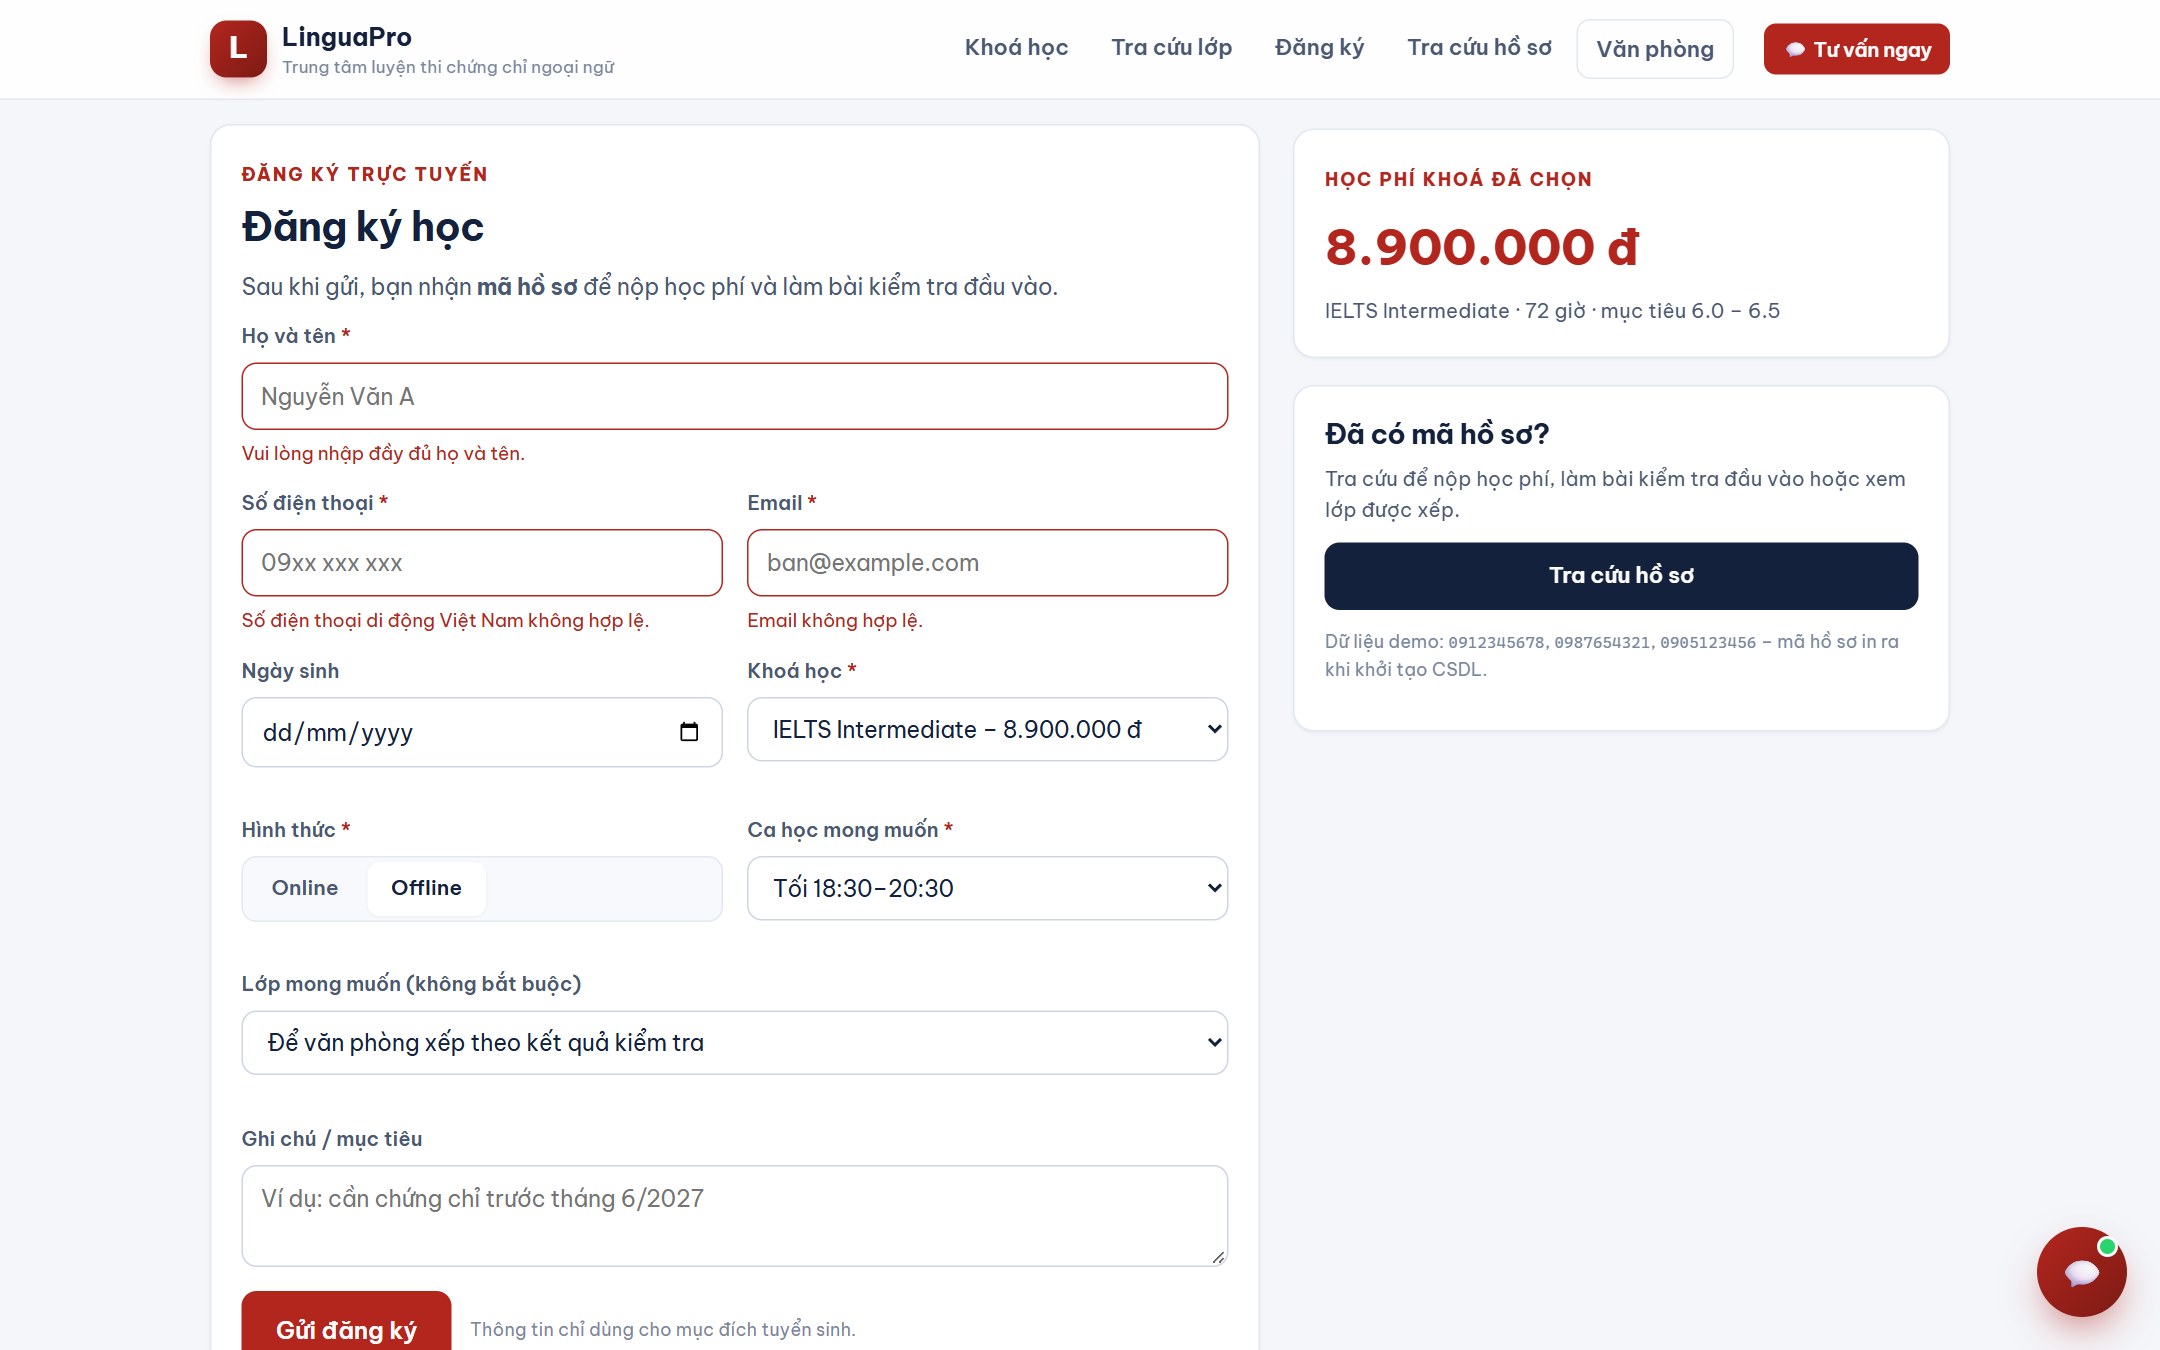 L
LinguaPro
Trung tâm luyện thi chứng chỉ ngoại ngữ
Khoá học
Tra cứu lớp
Đăng ký
Tra cứu hồ sơ
Văn phòng
Tư vấn ngay
ĐĂNG KÝ TRỰC TUYẾN
Đăng ký học
Sau khi gửi, bạn nhận mã hồ sơ để nộp học phí và làm bài kiểm tra đầu vào.
Họ và tên *
Nguyễn Văn A
Vui lòng nhập đầy đủ họ và tên.
Số điện thoại *
09xx xxx xxx
Số điện thoại di động Việt Nam không hợp lệ.
Email *
ban@example.com
Email không hợp lệ.
Ngày sinh
dd/mm/yyyy
Khoá học *
IELTS Intermediate – 8.900.000 đ
Hình thức *
Online
Offline
Ca học mong muốn *
Tối 18:30–20:30
Lớp mong muốn (không bắt buộc)
Để văn phòng xếp theo kết quả kiểm tra
Ghi chú / mục tiêu
Ví dụ: cần chứng chỉ trước tháng 6/2027
Gửi đăng ký
Thông tin chỉ dùng cho mục đích tuyển sinh.
HỌC PHÍ KHOÁ ĐÃ CHỌN
8.900.000 đ
IELTS Intermediate · 72 giờ · mục tiêu 6.0 – 6.5
Đã có mã hồ sơ?
Tra cứu để nộp học phí, làm bài kiểm tra đầu vào hoặc xem
lớp được xếp.
Tra cứu hồ sơ
Dữ liệu demo: 0912345678, 0987654321, 0905123456 – mã hồ sơ in ra
khi khởi tạo CSDL.